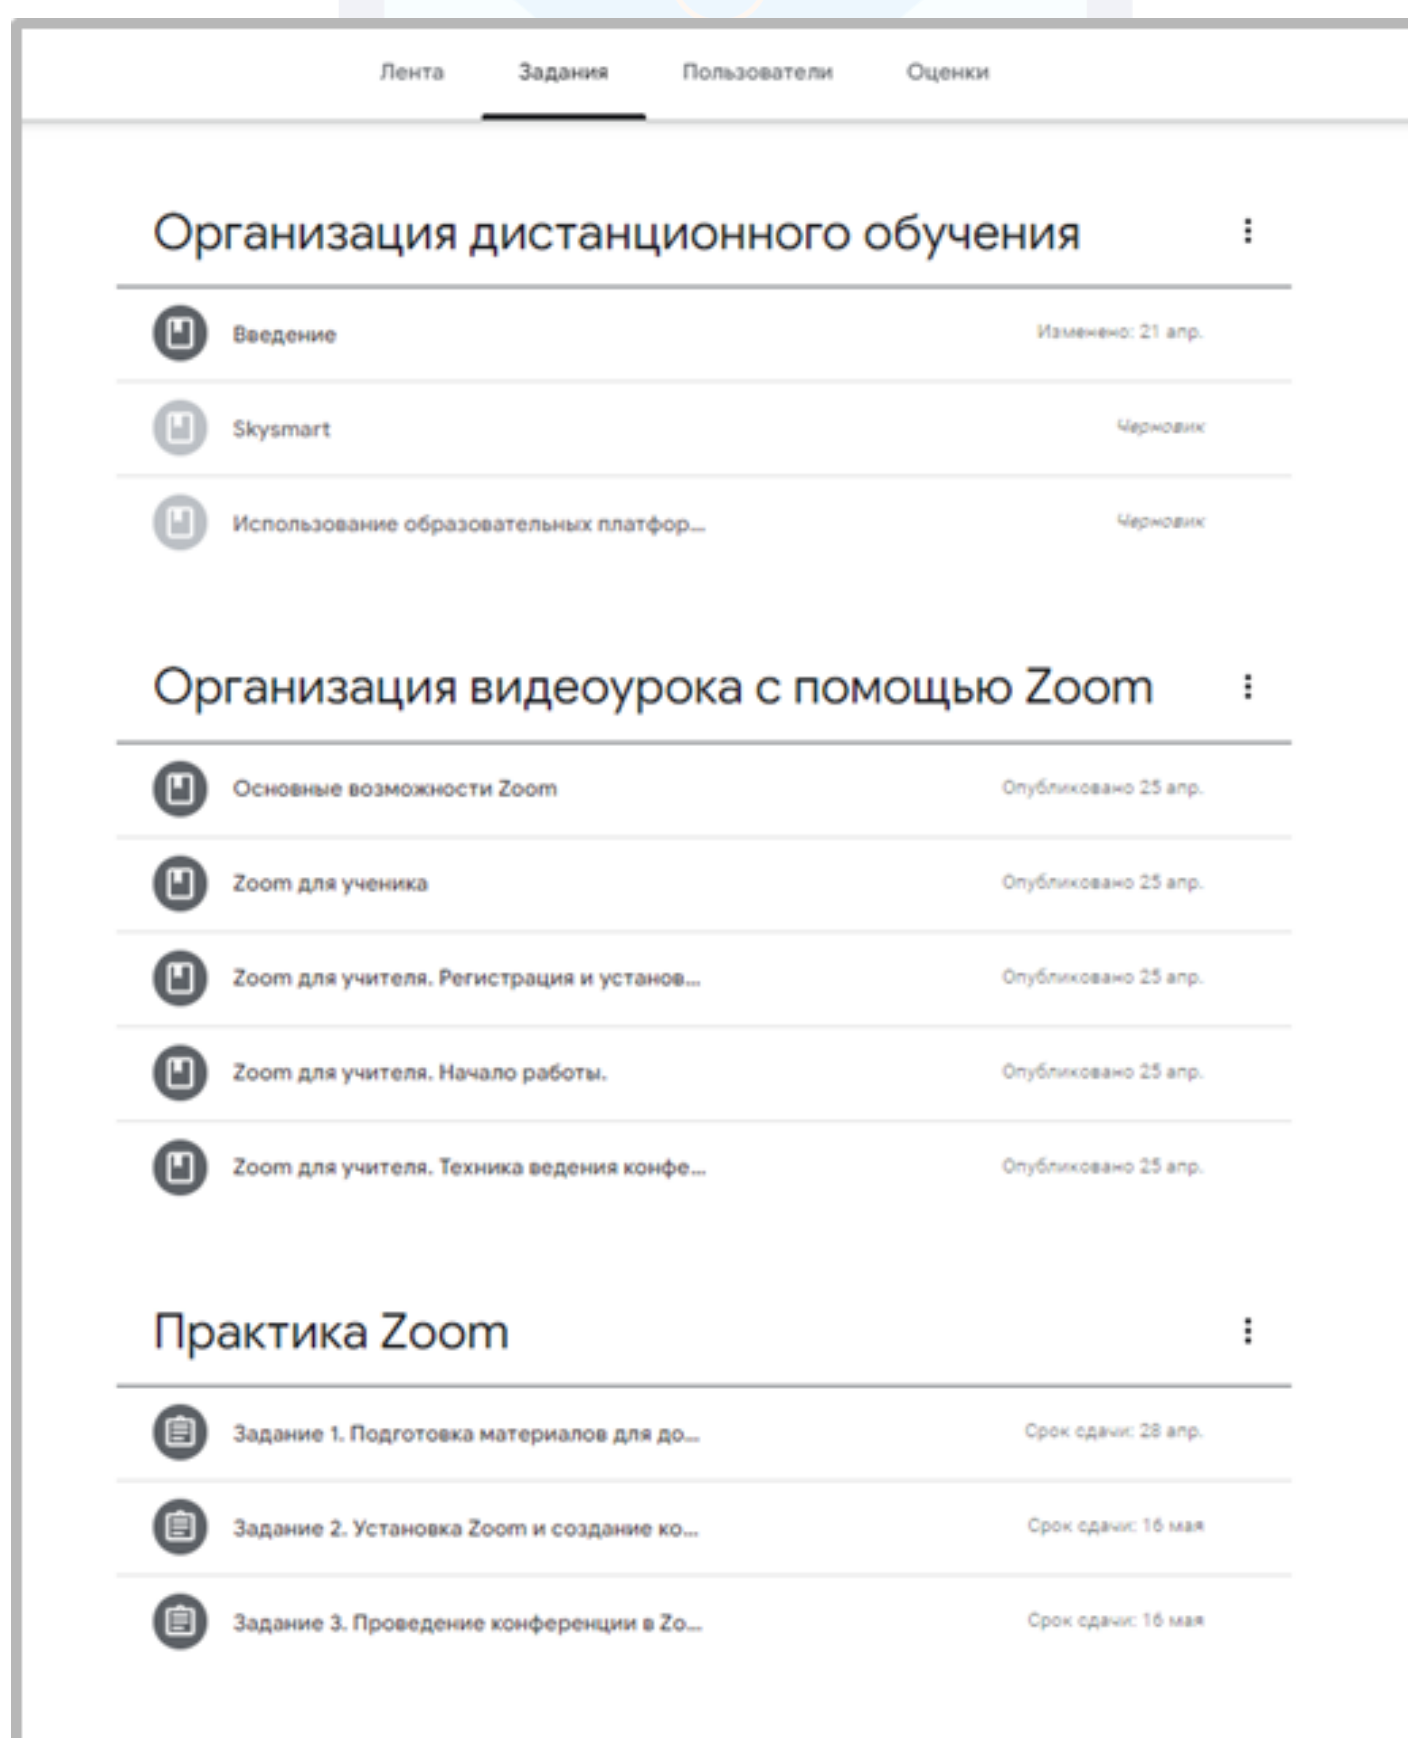 Лента Задания Пользователи Оценки
Организация дистанционного обучения
Введение Изменено: 21 апр.
Skysmart Черновик
Использование образовательных платфор... Черновик
Организация видеоурока с помощью Zoom
Основные возможности Zoom Опубликовано 25 апр.
Zoom для ученика Опубликовано 25 апр.
Zoom для учителя. Регистрация и установ... Опубликовано 25 апр.
Zoom для учителя. Начало работы. Опубликовано 25 апр.
Zoom для учителя. Техника ведения конфе... Опубликовано 25 апр.
Практика Zoom
Задание 1. Подготовка материалов для до... Срок сдачи: 28 апр.
Задание 2. Установка Zoom и создание ко... Срок сдачи: 16 мая
Задание 3. Проведение конференции в Zo... Срок сдачи: 16 мая